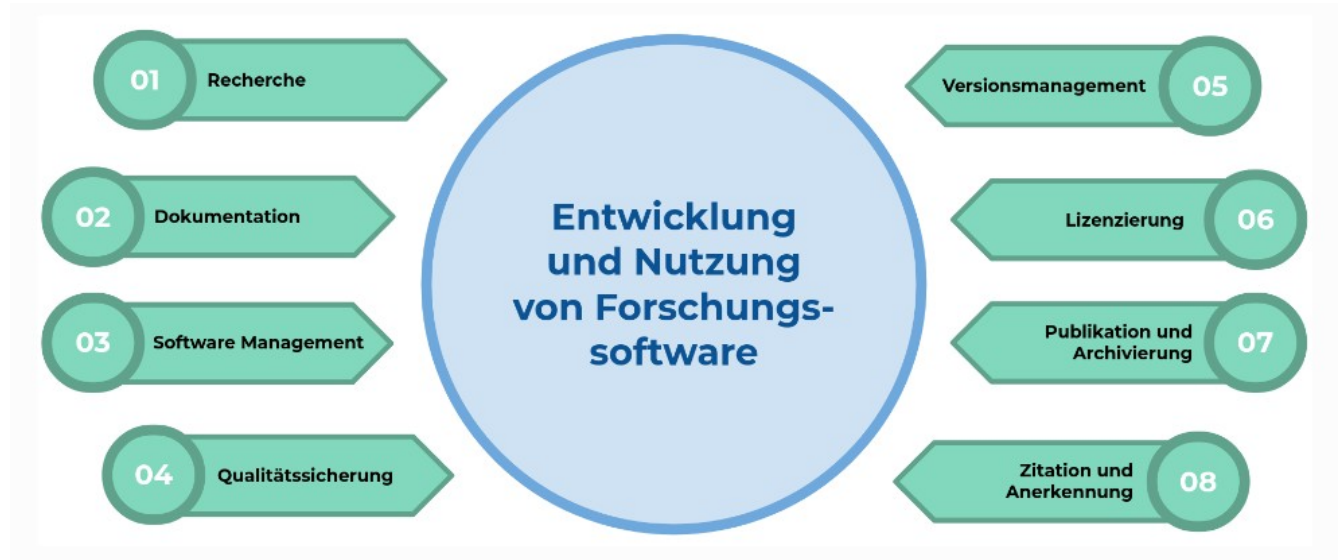 01
Recherche
02
Dokumentation
03
Software Management
04
Qualitätssicherung
Entwicklung
und Nutzung
von Forschungs-
software
Versionsmanagement
05
Lizenzierung
06
Publikation und
Archivierung
07
Zitation und
Anerkennung
08